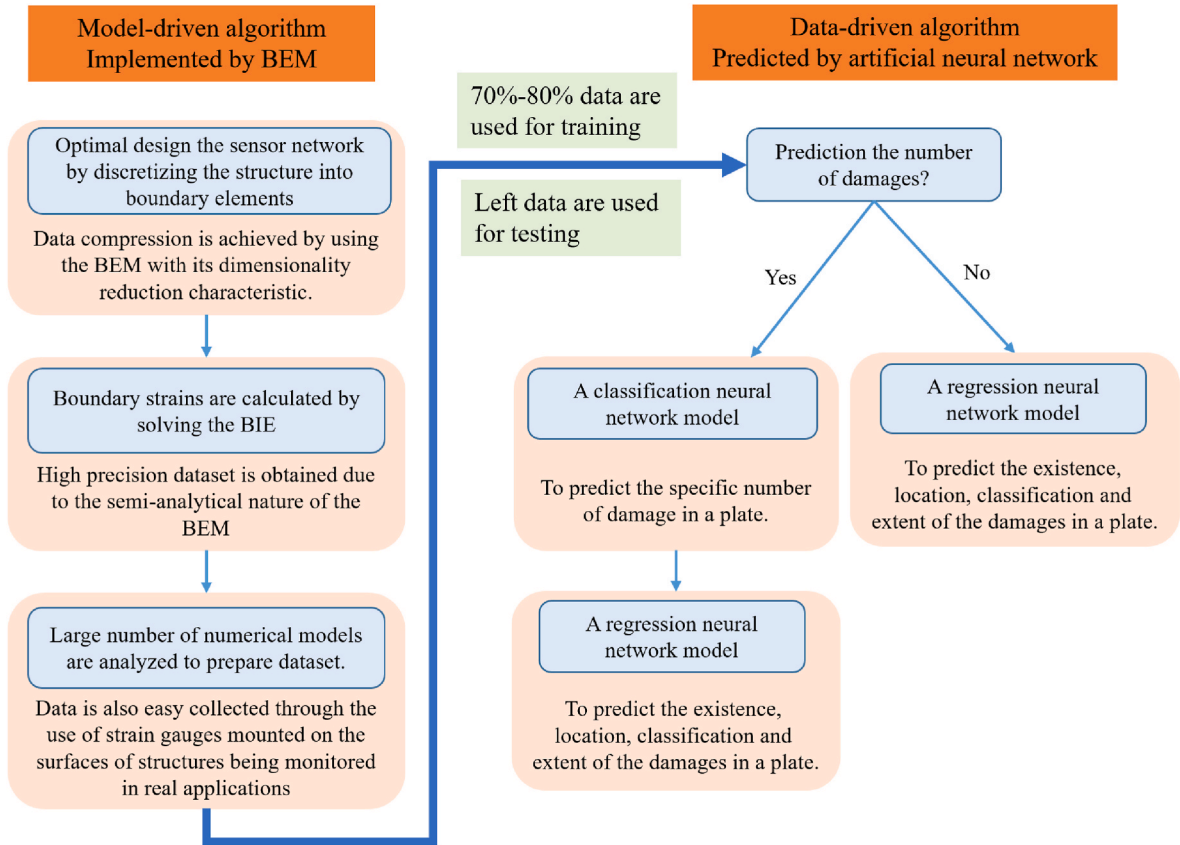 Model-driven algorithm
Implemented by BEM
Optimal design the sensor network
by discretizing the structure into
boundary elements
Data compression is achieved by using
the BEM with its dimensionality
reduction characteristic.
Boundary strains are calculated by
solving the BIE
High precision dataset is obtained due
to the semi-analytical nature of the
BEM
Large number of numerical models
are analyzed to prepare dataset.
Data is also easy collected through the
use of strain gauges mounted on the
surfaces of structures being monitored
in real applications
70%-80% data are
used for training
Left data are used
for testing
Data-driven algorithm
Predicted by artificial neural network
Prediction the number
of damages?
Yes
No
A classification neural
network model
To predict the specific number
of damage in a plate.
A regression neural
network model
To predict the existence,
location, classification and
extent of the damages in a plate.
A regression neural
network model
To predict the existence,
location, classification and
extent of the damages in a plate.